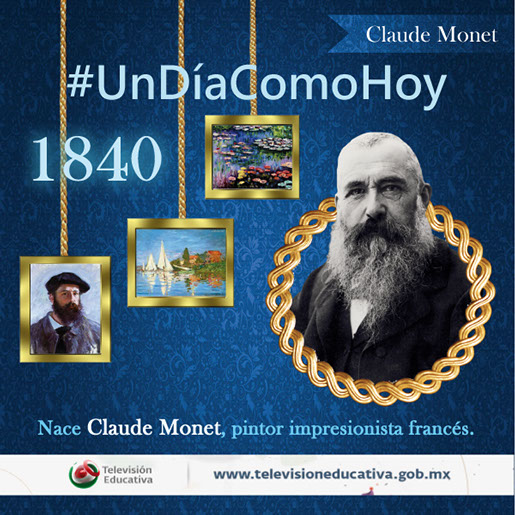 Claude Monet
#UnDíaComoHoy
1840
Nace Claude Monet, pintor impresionista francés.
Televisión
Educativa
www.televisioneducativa.gob.mx